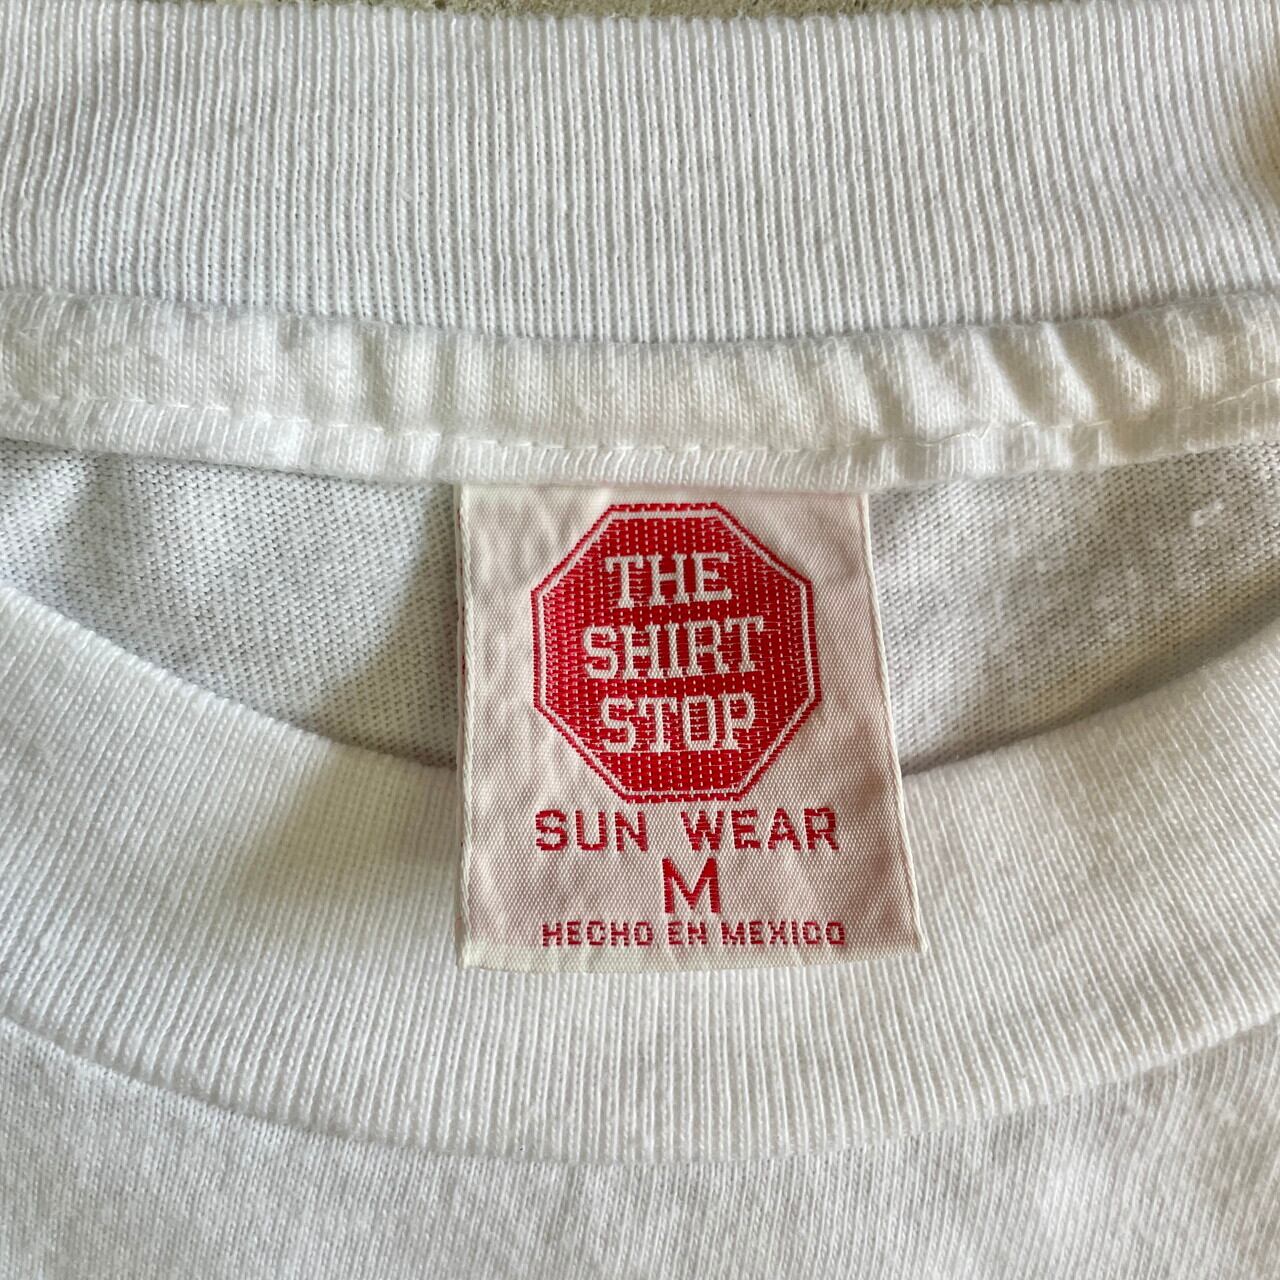 THE
SHIRT
STOP
SUN WEAR
M
HECHO EN MEXICO